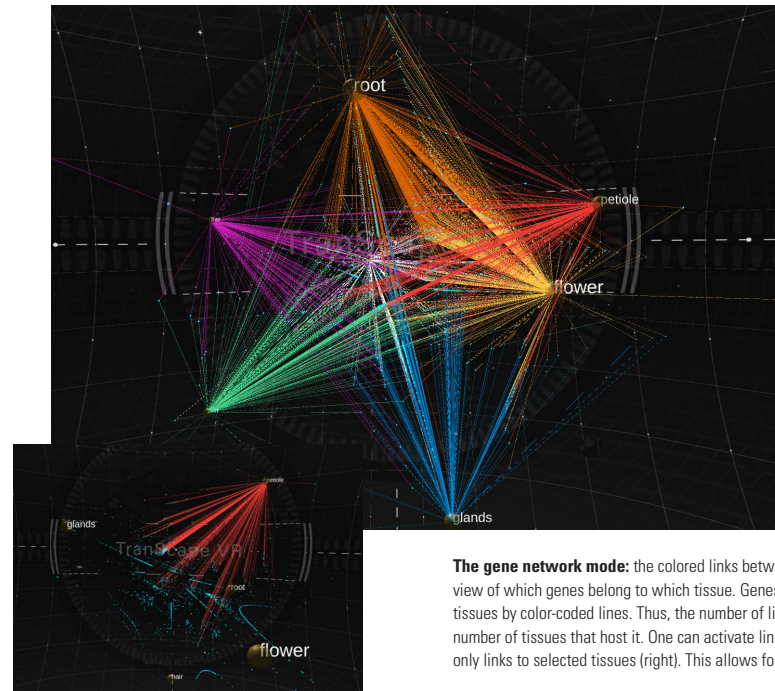 root
petiole
TranScape
flower
glands
petiole
glands
TranScape VR
root
flower
hair
The gene network mode: the colored links betw
view of which genes belong to which tissue. Genes
tissues by color-coded lines. Thus, the number of li
number of tissues that host it. One can activate lin
only links to selected tissues (right). This allows fo